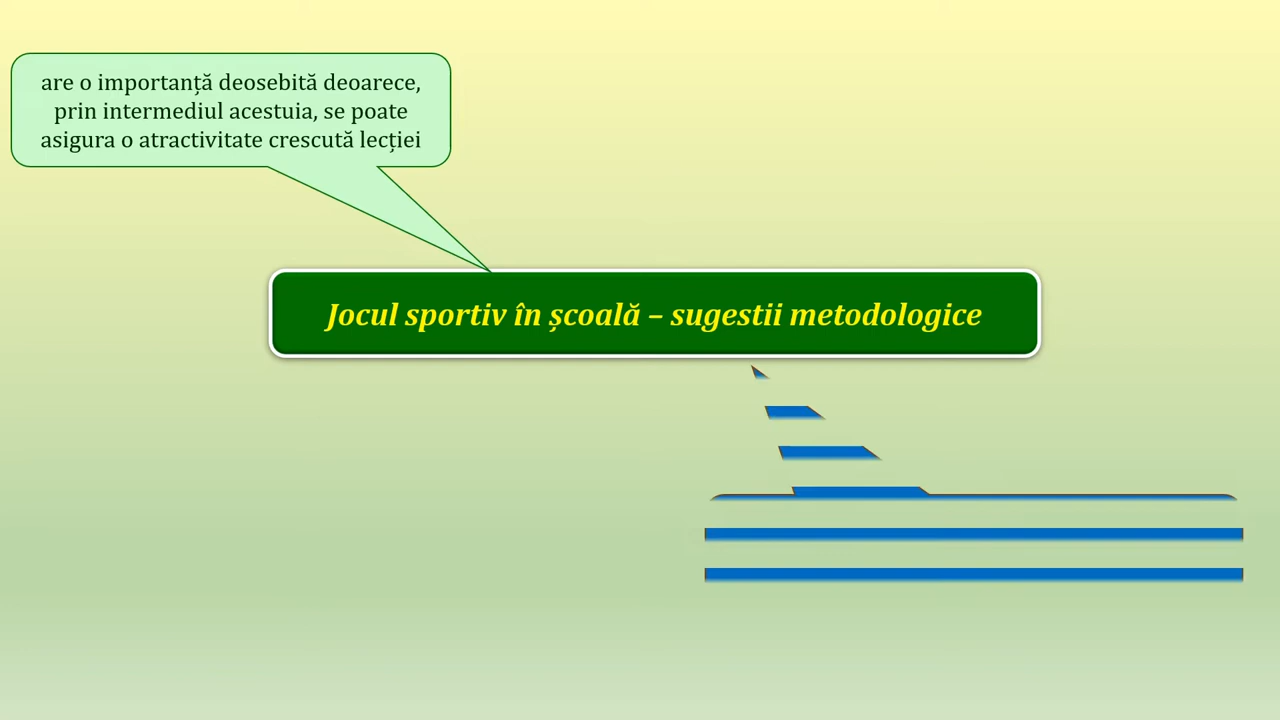 are o importanță deosebită deoarece,
prin intermediul acestuia, se poate
asigura o atractivitate crescută lecției
Jocul sportiv în școală – sugestii metodologice